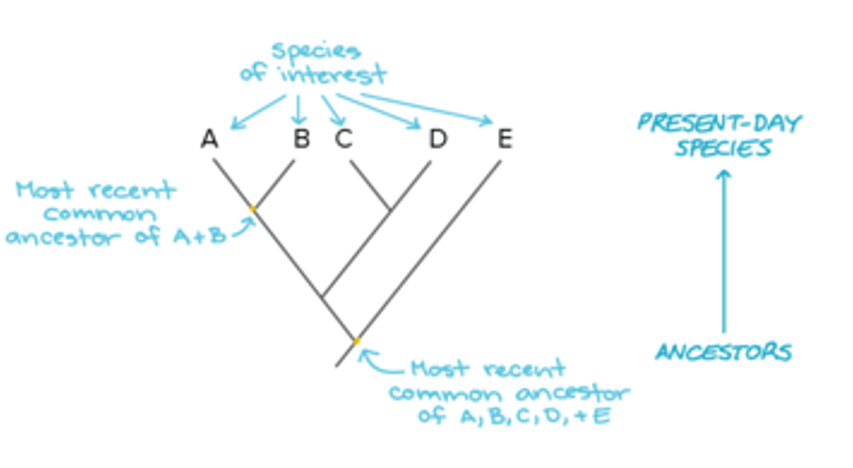 species
of interest
A B C D E
Most recent
common
ancestor of A+B
PRESENT-DAY
SPECIES
ANCESTORS
Most recent
common ancestor
of A, B, C, D, + E